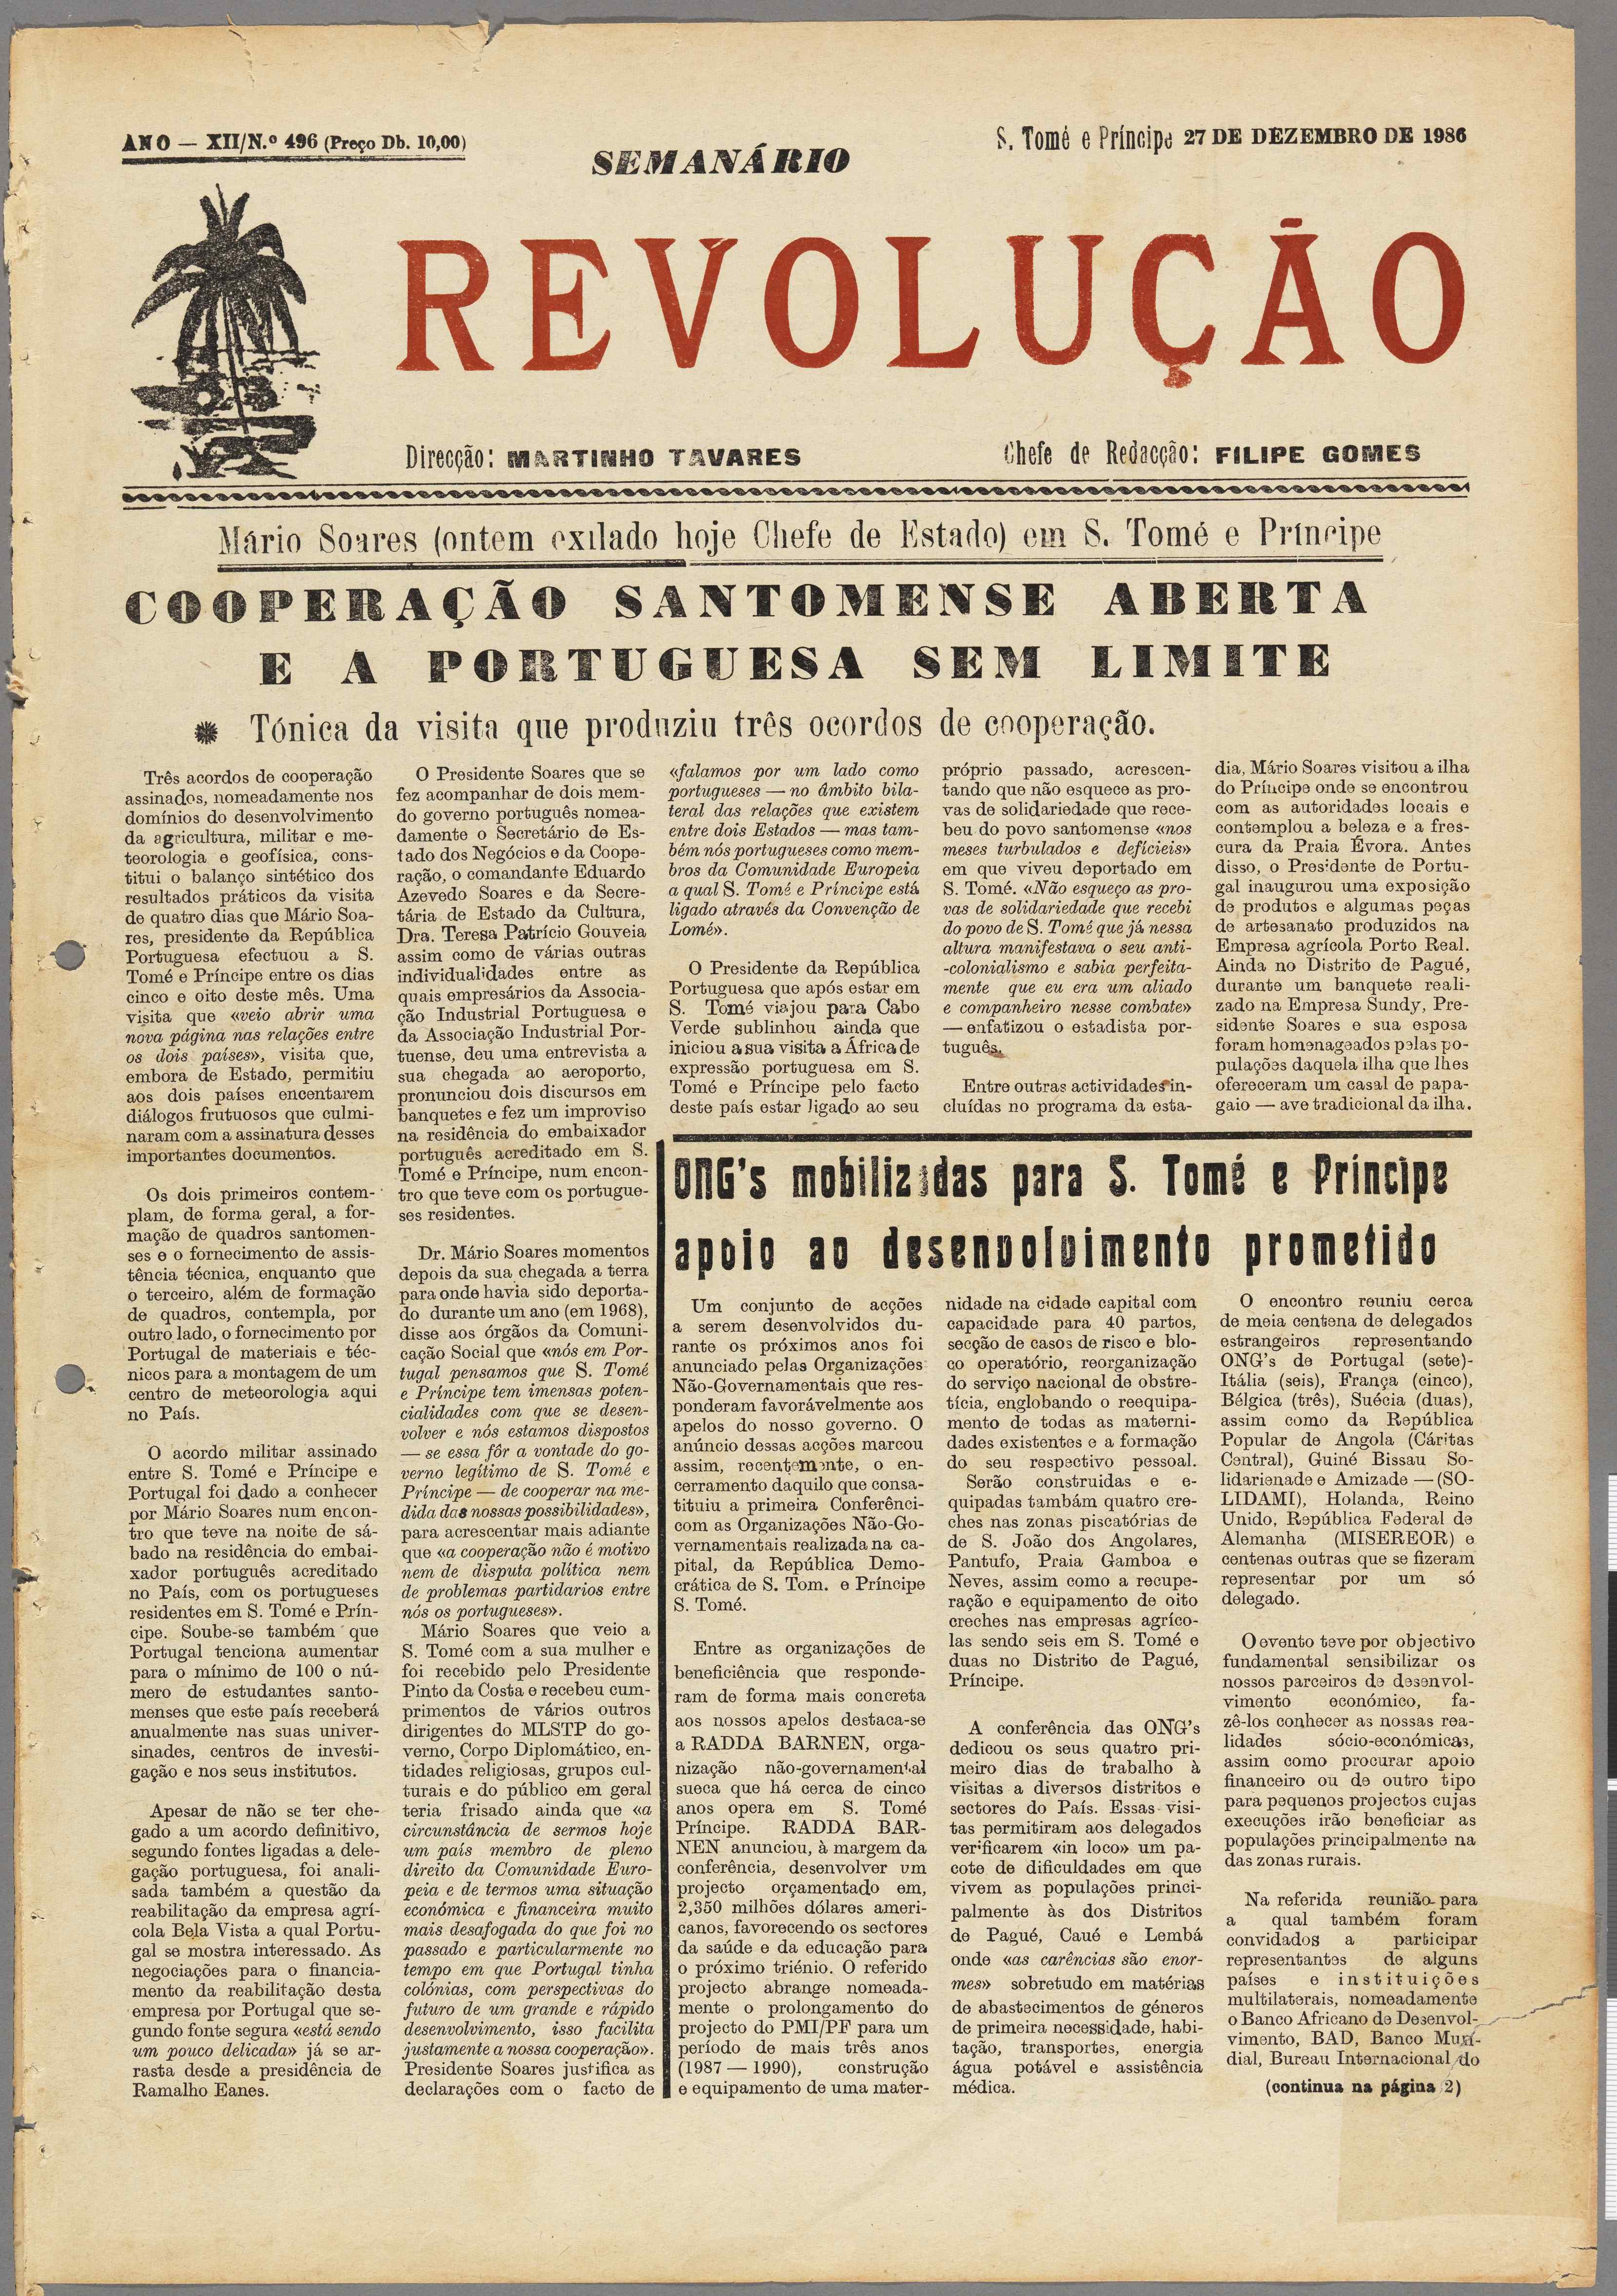 ANO — XII/N.º 496 (Preço Db. 10,00)
SEMANÁRIO
S. Tomé e Príncipe 27 DE DEZEMBRO DE 1986
REVOLUÇÃO
Direcção: MARTINHO TAVARES
Chefe de Redacção: FILIPE GOMES
Mário Soares (ontem exilado hoje Chefe de Estado) em S. Tomé e Príncipe
COOPERAÇÃO SANTOMENSE ABERTA
E A PORTUGUESA SEM LIMITE
Tónica da visita que produziu três ocordos de cooperação.
Três acordos de cooperação
assinados, nomeadamente nos
domínios do desenvolvimento
da agricultura, militar e me-
teorologia e geofísica, cons-
titui o balanço sintético dos
resultados práticos da visita
de quatro dias que Mário Soa-
res, presidente da República
Portuguesa efectuou a S.
Tomé e Príncipe entre os dias
cinco e oito deste mês. Uma
visita que «veio abrir uma
nova página nas relações entre
os dois países», visita que,
embora de Estado, permitiu
aos dois países encentarem
diálogos frutuosos que culmi-
naram com a assinatura desses
importantes documentos.
Os dois primeiros contem-
plam, de forma geral, a for-
mação de quadros santomen-
ses e o fornecimento de assis-
tência técnica, enquanto que
o terceiro, além de formação
de quadros, contempla, por
outro lado, o fornecimento por
Portugal de materiais e téc-
nicos para a montagem de um
centro de meteorologia aqui
no País.
O acordo militar assinado
entre S. Tomé e Príncipe e
Portugal foi dado a conhecer
por Mário Soares num encon-
tro que teve na noite de sá-
bado na residência do embai-
xador português acreditado
no País, com os portugueses
residentes em S. Tomé e Prín-
cipe. Soube-se também que
Portugal tenciona aumentar
para o mínimo de 100 o nú-
mero de estudantes santo-
menses que este país receberá
anualmente nas suas univer-
sinades, centros de investi-
gação e nos seus institutos.
Apesar de não se ter che-
gado a um acordo definitivo,
segundo fontes ligadas a dele-
gação portuguesa, foi anali-
sada também a questão da
reabilitação da empresa agrí-
cola Bela Vista a qual Portu-
gal se mostra interessado. As
negociações para o financia-
mento da reabilitação desta
empresa por Portugal que se-
gundo fonte segura «está sendo
um pouco delicada» já se ar-
rasta desde a presidência de
Ramalho Eanes.
O Presidente Soares que se
fez acompanhar de dois mem-
do governo português nomea-
damente o Secretário de Es-
tado dos Negócios e da Coope-
ração, o comandante Eduardo
Azevedo Soares e da Secre-
tária de Estado da Cultura,
Dra. Teresa Patrício Gouveia
assim como de várias outras
individualidades entre as
quais empresários da Associa-
ção Industrial Portuguesa e
da Associação Industrial Por-
tuense, deu uma entrevista a
sua chegada ao aeroporto,
pronunciou dois discursos em
banquetes e fez um improviso
na residência do embaixador
português acreditado em S.
Tomé e Príncipe, num encon-
tro que teve com os portugue-
ses residentes.
Dr. Mário Soares momentos
depois da sua chegada a terra
para onde havia sido deporta-
do durante um ano (em 1968),
disse aos órgãos da Comuni-
cação Social que «nós em Por-
tugal pensamos que S. Tomé
e Príncipe tem imensas poten-
cialidades com que se desen-
volver e nós estamos dispostos
— se essa fôr a vontade do go-
verno legítimo de S. Tomé e
Príncipe — de cooperar na me-
dida das nossas possibilidades»,
para acrescentar mais adiante
que «a cooperação não é motivo
nem de disputa política nem
de problemas partidarios entre
nós os portugueses».
Mário Soares que veio a
S. Tomé com a sua mulher e
foi recebido pelo Presidente
Pinto da Costa e recebeu cum-
primentos de vários outros
dirigentes do MLSTP do go-
verno, Corpo Diplomático, en-
tidades religiosas, grupos cul-
turais e do público em geral
teria frisado ainda que «a
circunstância de sermos hoje
um país membro de pleno
direito da Comunidade Euro-
peia e de termos uma situação
económica e financeira muito
mais desafogada do que foi no
passado e particularmente no
tempo em que Portugal tinha
colónias, com perspectivas do
futuro de um grande e rápido
desenvolvimento, isso facilita
justamente a nossa cooperação».
Presidente Soares justifica as
declarações com o facto de
«falamos por um lado como
portugueses — no âmbito bila-
teral das relações que existem
entre dois Estados — mas tam-
bém nós portugueses como mem-
bros da Comunidade Europeia
a qual S. Tomé e Príncipe está
ligado através da Convenção de
Lomé».
O Presidente da República
Portuguesa que após estar em
S. Tomé viajou para Cabo
Verde sublinhou ainda que
iniciou a sua visita a África de
expressão portuguesa em S.
Tomé e Príncipe pelo facto
deste país estar ligado ao seu
próprio passado, acrescen-
tando que não esquece as pro-
vas de solidariedade que rece-
beu do povo santomense «nos
meses turbulados e defícieis»
em que viveu deportado em
S. Tomé. «Não esqueço as pro-
vas de solidariedade que recebi
do povo de S. Tomé que já nessa
altura manifestava o seu anti-
-colonialismo e sabia perfeita-
mente que eu era um aliado
e companheiro nesse combate»
— enfatizou o estadista por-
tuguês.
Entre outras actividades in-
cluídas no programa da esta-
dia, Mário Soares visitou a ilha
do Príncipe onde se encontrou
com as autoridades locais e
contemplou a beleza e a fres-
cura da Praia Évora. Antes
disso, o Presidente de Portu-
gal inaugurou uma exposição
de produtos e algumas peças
de artesanato produzidos na
Empresa agrícola Porto Real.
Ainda no Distrito de Pagué,
durante um banquete reali-
zado na Empresa Sundy, Pre-
sidente Soares e sua esposa
foram homenageados pelas po-
pulações daquela ilha que lhes
ofereceram um casal de papa-
gaio — ave tradicional da ilha.
ONG's mobilizadas para S. Tomé e Príncipe
apoio ao desenvolvimento prometido
Um conjunto de acções
a serem desenvolvidos du-
rante os próximos anos foi
anunciado pelas Organizações
Não-Governamentais que res-
ponderam favorávelmente aos
apelos do nosso governo. O
anúncio dessas acções marcou
assim, recentemente, o en-
cerramento daquilo que consa-
tituiu a primeira Conferênci-
com as Organizações Não-Go-
vernamentais realizada na ca-
pital, da República Demo-
crática de S. Tom. e Príncipe
S. Tomé.
Entre as organizações de
beneficiência que responde-
ram de forma mais concreta
aos nossos apelos destaca-se
a RADDA BARNEN, orga-
nização não-governamental
sueca que há cerca de cinco
anos opera em S. Tomé
Príncipe. RADDA BAR-
NEN anunciou, à margem da
conferência, desenvolver um
projecto orçamentado em,
2,350 milhões dólares ameri-
canos, favorecendo os sectores
da saúde e da educação para
o próximo triénio. O referido
projecto abrange nomeada-
mente o prolongamento do
projecto do PMI/PF para um
período de mais três anos
(1987 — 1990), construção
e equipamento de uma mater-
nidade na cidade capital com
capacidade para 40 partos,
secção de casos de risco e blo-
co operatório, reorganização
do serviço nacional de obstre-
tícia, englobando o reequipa-
mento de todas as materni-
dades existentes e a formação
do seu respectivo pessoal.
Serão construidas e e-
quipadas tambám quatro cre-
ches nas zonas piscatórias de
de S. João dos Angolares,
Pantufo, Praia Gamboa e
Neves, assim como a recupe-
ração e equipamento de oito
creches nas empresas agríco-
las sendo seis em S. Tomé e
duas no Distrito de Pagué,
Príncipe.
A conferência das ONG's
dedicou os seus quatro pri-
meiro dias de trabalho à
visitas a diversos distritos e
sectores do País. Essas visi-
tas permitiram aos delegados
verificarem «in loco» um pa-
cote de dificuldades em que
vivem as populações princi-
palmente às dos Distritos
de Pagué, Caué e Lembá
onde «as carências são enor-
mes» sobretudo em matérias
de abastecimentos de géneros
de primeira necessidade, habi-
tação, transportes, energia
água potável e assistência
médica.
O encontro reuniu cerca
de meia centena de delegados
estrangeiros representando
ONG's de Portugal (sete)-
Itália (seis), França (cinco),
Bélgica (três), Suécia (duas),
assim como da República
Popular de Angola (Cáritas
Central), Guiné Bissau So-
lidarienade e Amizade — (SO-
LIDAMI), Holanda, Reino
Unido, República Federal de
Alemanha (MISEREOR) e
centenas outras que se fizeram
representar por um só
delegado.
O evento teve por objectivo
fundamental sensibilizar os
nossos parceiros de desenvol-
vimento económico, fa-
zê-los conhecer as nossas rea-
lidades sócio-económicas,
assim como procurar apoio
financeiro ou de outro tipo
para pequenos projectos cujas
execuções irão beneficiar as
populações principalmente na
das zonas rurais.
Na referida reunião para
a qual também foram
convidados a participar
representantes de alguns
países e instituições
multilaterais, nomeadamente
o Banco Africano de Desenvol-
vimento, BAD, Banco Mun-
dial, Bureau Internacional do
(continua na página 2)